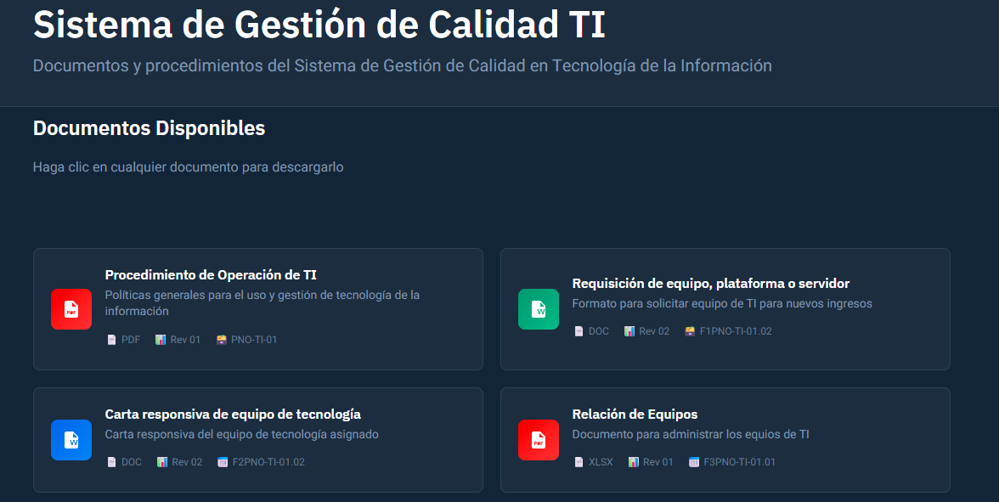 Sistema de Gestión de Calidad TI
Documentos y procedimientos del Sistema de Gestión de Calidad en Tecnología de la Información
Documentos Disponibles
Haga clic en cualquier documento para descargarlo
Procedimiento de Operación de TI
Políticas generales para el uso y gestión de tecnología de la
información
PDF
PDF Rev 01 PNO-TI-01
Requisición de equipo, plataforma o servidor
Formato para solicitar equipo de TI para nuevos ingresos
W
DOC Rev 02 F1PNO-TI-01.02
Carta responsiva de equipo de tecnología
Carta responsiva del equipo de tecnología asignado
W
DOC Rev 02 F2PNO-TI-01.02
Relación de Equipos
Documento para administrar los equios de TI
PDF
XLSX Rev 01 F3PNO-TI-01.01